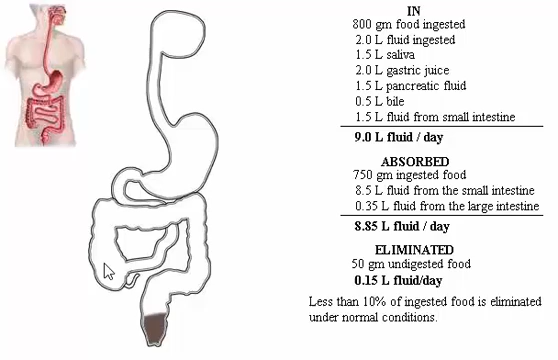 IN
800 gm food ingested
2.0 L fluid ingested
1.5 L saliva
2.0 L gastric juice
1.5 L pancreatic fluid
0.5 L bile
1.5 L fluid from small intestine
9.0 L fluid / day
ABSORBED
750 gm ingested food
8.5 L fluid from the small intestine
0.35 L fluid from the large intestine
8.85 L fluid / day
ELIMINATED
50 gm undigested food
0.15 L fluid/day
Less than 10% of ingested food is eliminated
under normal conditions.